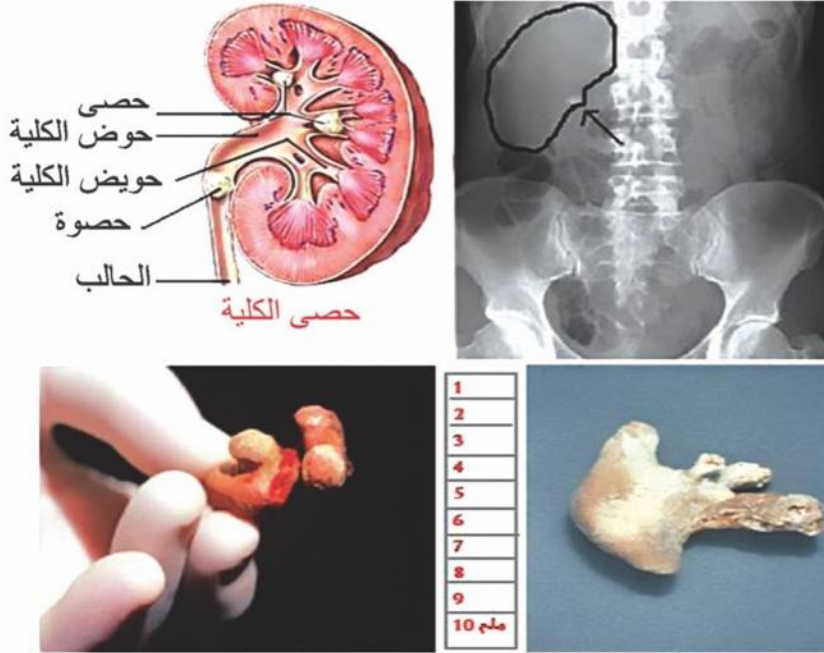 حصى
حوض الكلية
حويض الكلية
حصوة
الحالب
حصى الكلية
1
2
3
4
5
6
7
8
9
10 ملم